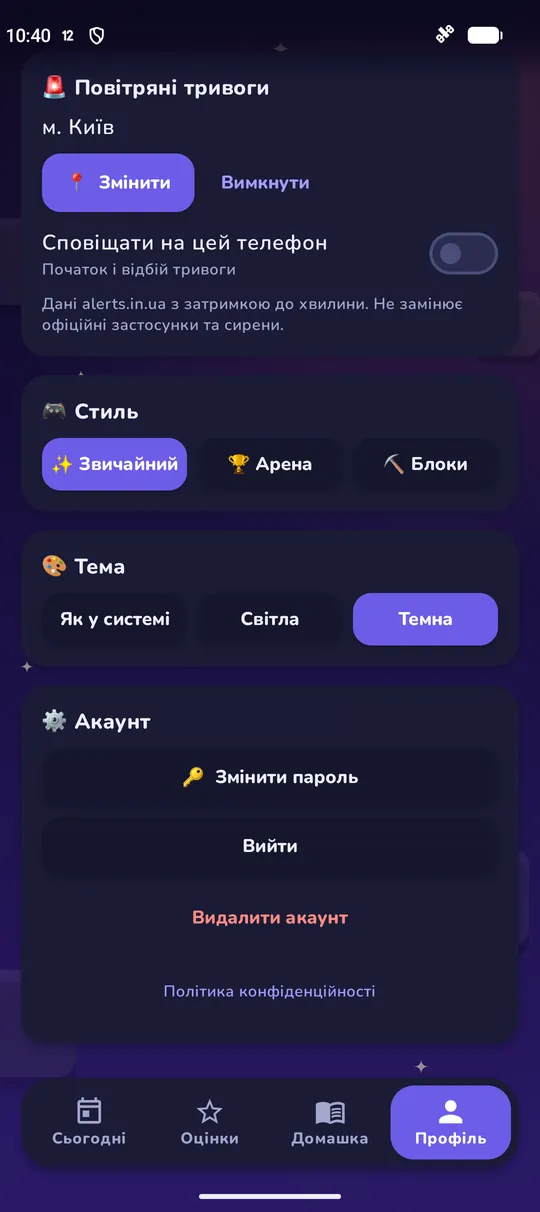 10:40 12
Повітряні тривоги
м. Київ
Змінити Вимкнути
Сповіщати на цей телефон
Початок і відбій тривоги
Дані alerts.in.ua з затримкою до хвилини. Не замінює
офіційні застосунки та сирени.
Стиль
Звичайний Арена Блоки
Тема
Як у системі Світла Темна
Акаунт
Змінити пароль
Вийти
Видалити акаунт
Політика конфіденційності
Сьогодні Оцінки Домашка Профіль